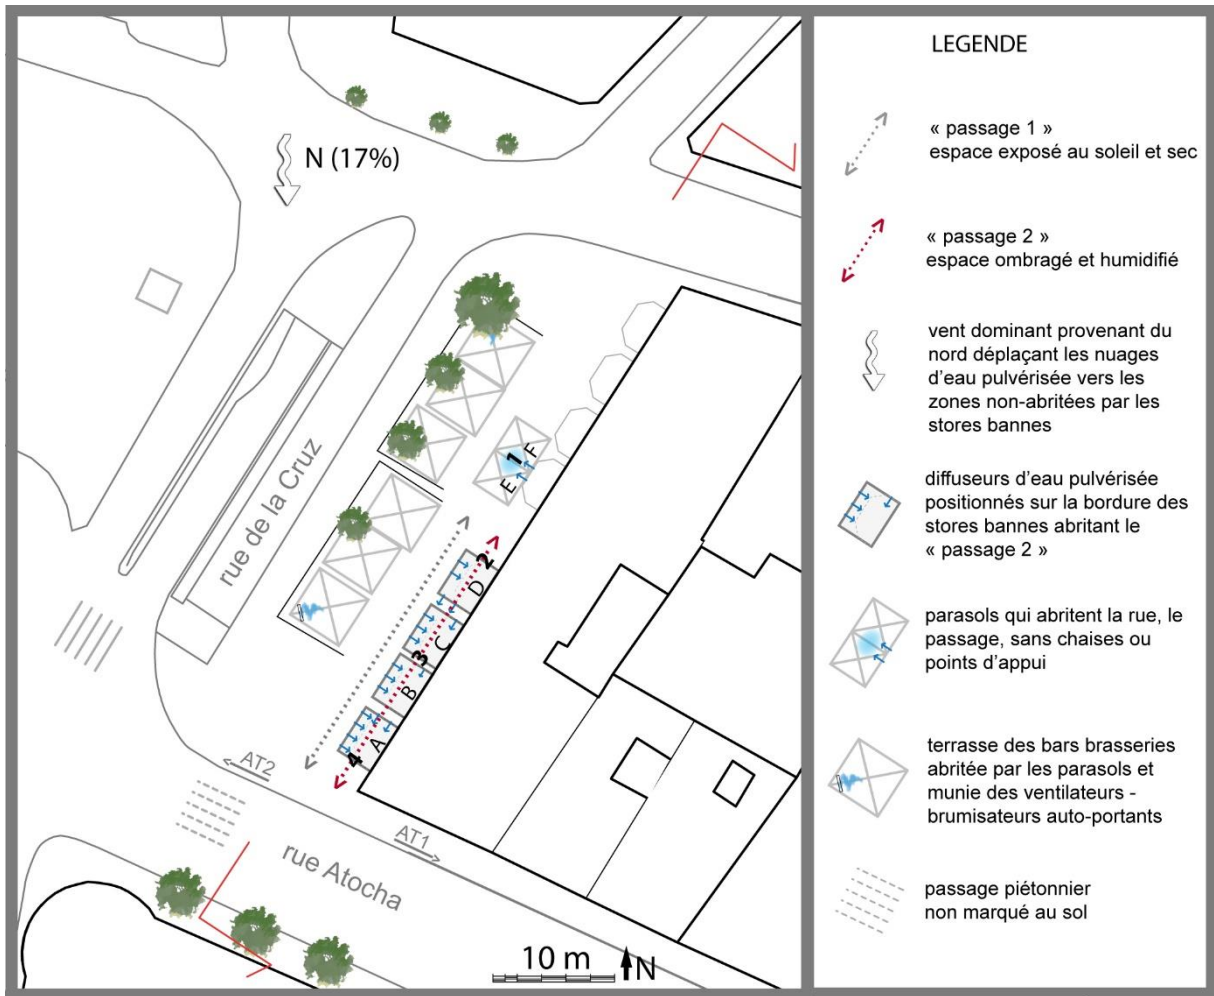 N (17%)
rue de la Cruz
1
F
E
2
D
C
3
B
A
4
AT2
AT1
rue Atocha
10 m
N
LEGENDE
« passage 1 »
espace exposé au soleil et sec
« passage 2 »
espace ombragé et humidifié
vent dominant provenant du
nord déplaçant les nuages
d’eau pulvérisée vers les
zones non-abritées par les
stores bannes
diffuseurs d’eau pulvérisée
positionnés sur la bordure des
stores bannes abritant le
« passage 2 »
parasols qui abritent la rue, le
passage, sans chaises ou
points d’appui
terrasse des bars brasseries
abritée par les parasols et
munie des ventilateurs -
brumisateurs auto-portants
passage piétonnier
non marqué au sol